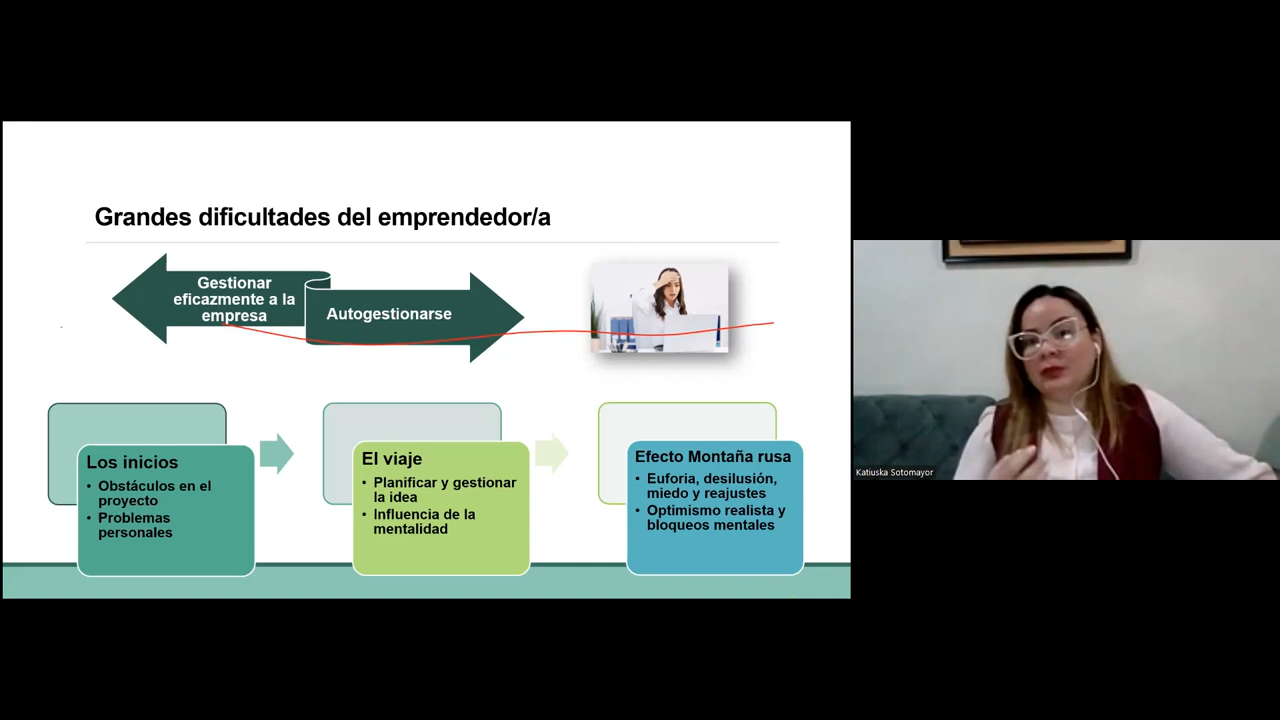 Grandes dificultades del emprendedor/a
Gestionar
eficazmente a la
empresa
Autogestionarse
Los inicios
• Obstáculos en el
proyecto
• Problemas
personales
El viaje
• Planificar y gestionar
la idea
• Influencia de la
mentalidad
Efecto Montaña rusa
• Euforia, desilusión,
miedo y reajustes
• Optimismo realista y
bloqueos mentales
Katiuska Sotomayor